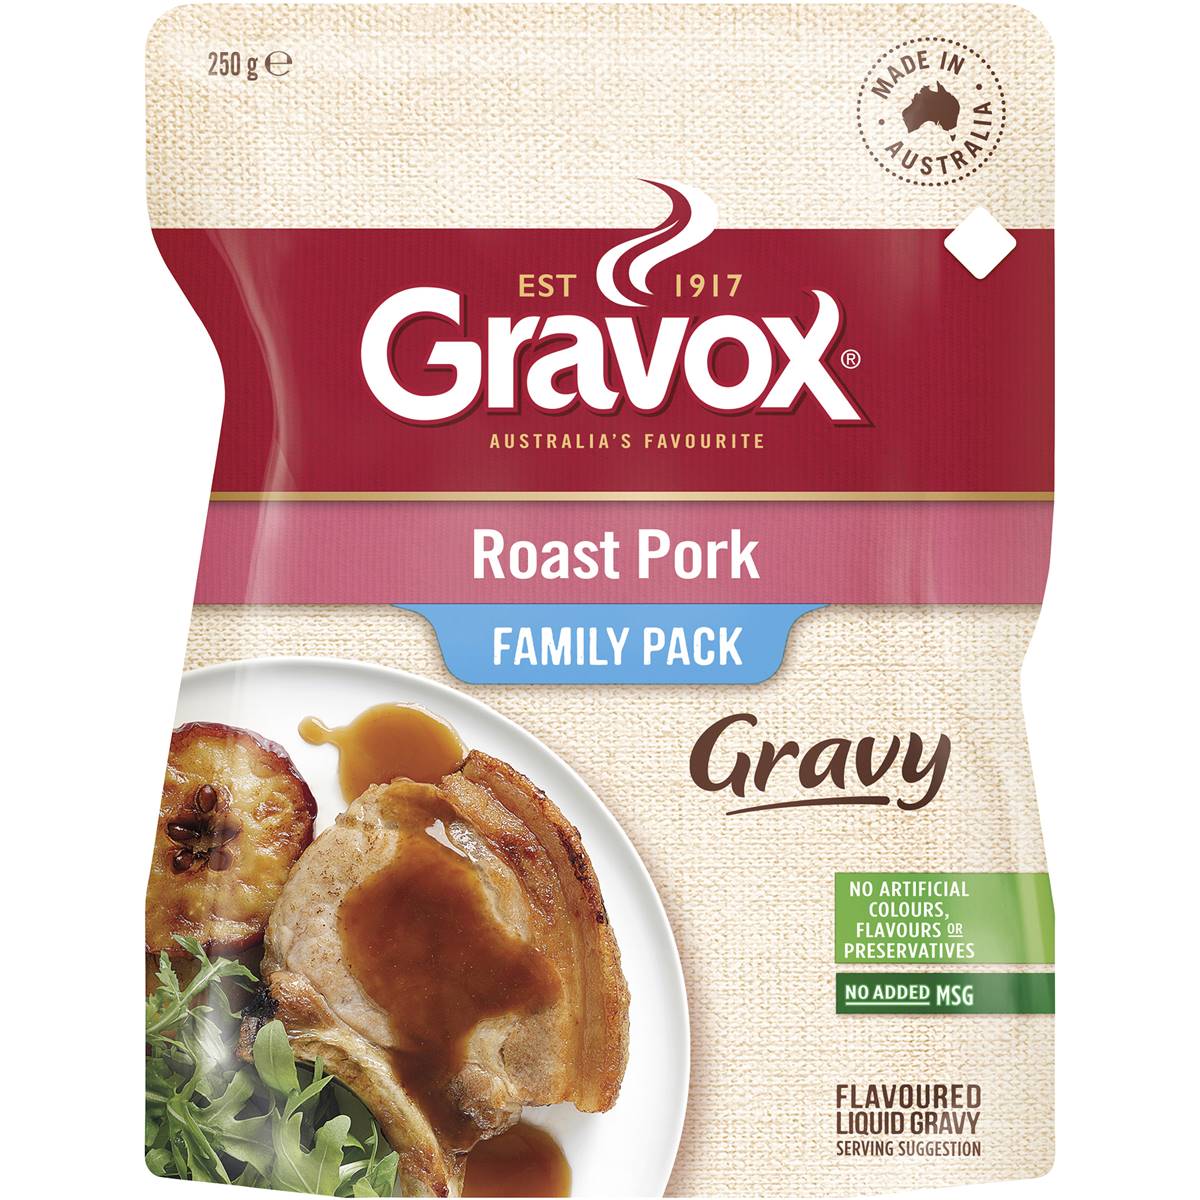 250 g ℮
MADE IN
AUSTRALIA
EST 1917
Gravox®
AUSTRALIA'S FAVOURITE
Roast Pork
FAMILY PACK
Gravy
NO ARTIFICIAL
COLOURS,
FLAVOURS OR
PRESERVATIVES
NO ADDED MSG
FLAVOURED
LIQUID GRAVY
SERVING SUGGESTION